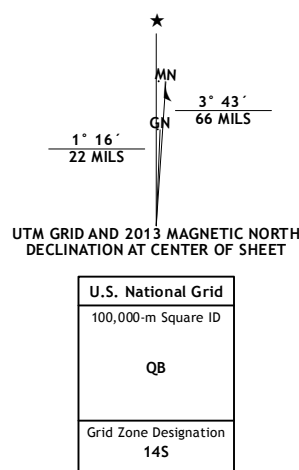 ★
MN
3° 43´
66 MILS
GN
1° 16´
22 MILS
UTM GRID AND 2013 MAGNETIC NORTH
DECLINATION AT CENTER OF SHEET
U.S. National Grid
100,000-m Square ID
QB
Grid Zone Designation
14S